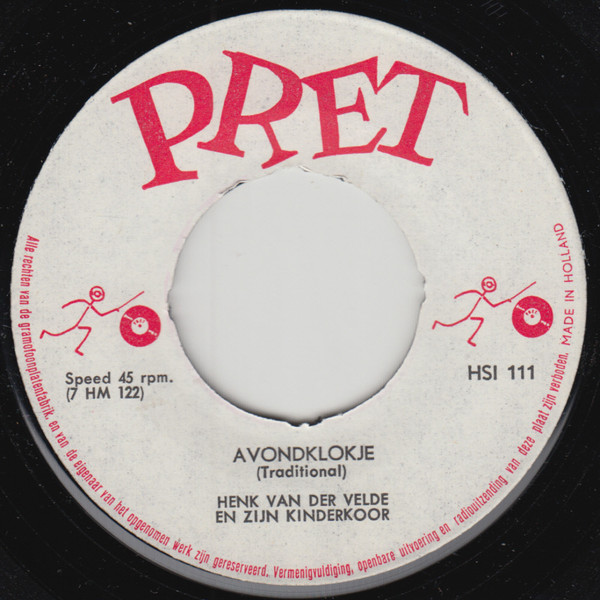 PRET
Speed 45 rpm.
(7 HM 122)
HSI 111
AVONDKLOKJE
(Traditional)
HENK VAN DER VELDE
EN ZIJN KINDERKOOR
Alle rechten van de gramofoonplatenfabrik. en van de eigenaar van het opgenomen werk zijn gereserveerd. Vermenigvuldiging, openbare uitvoering en radiouitzending van deze plaat zijn verboden. MADE IN HOLLAND